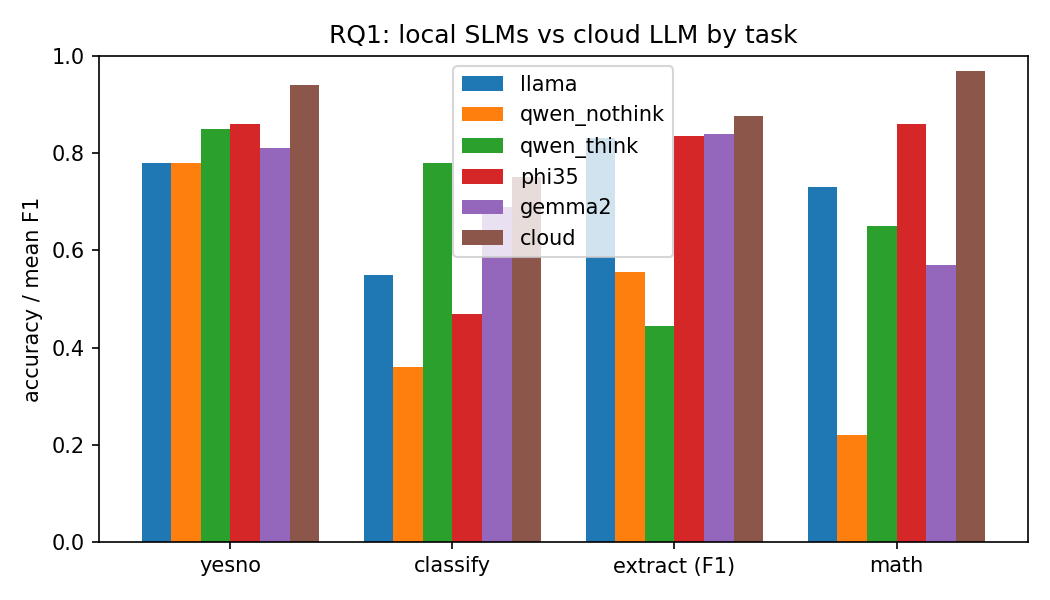 RQ1: local SLMs vs cloud LLM by task
accuracy / mean F1
1.0
0.8
0.6
0.4
0.2
0.0
llama
qwen_nothink
qwen_think
phi35
gemma2
cloud
yesno
classify
extract (F1)
math